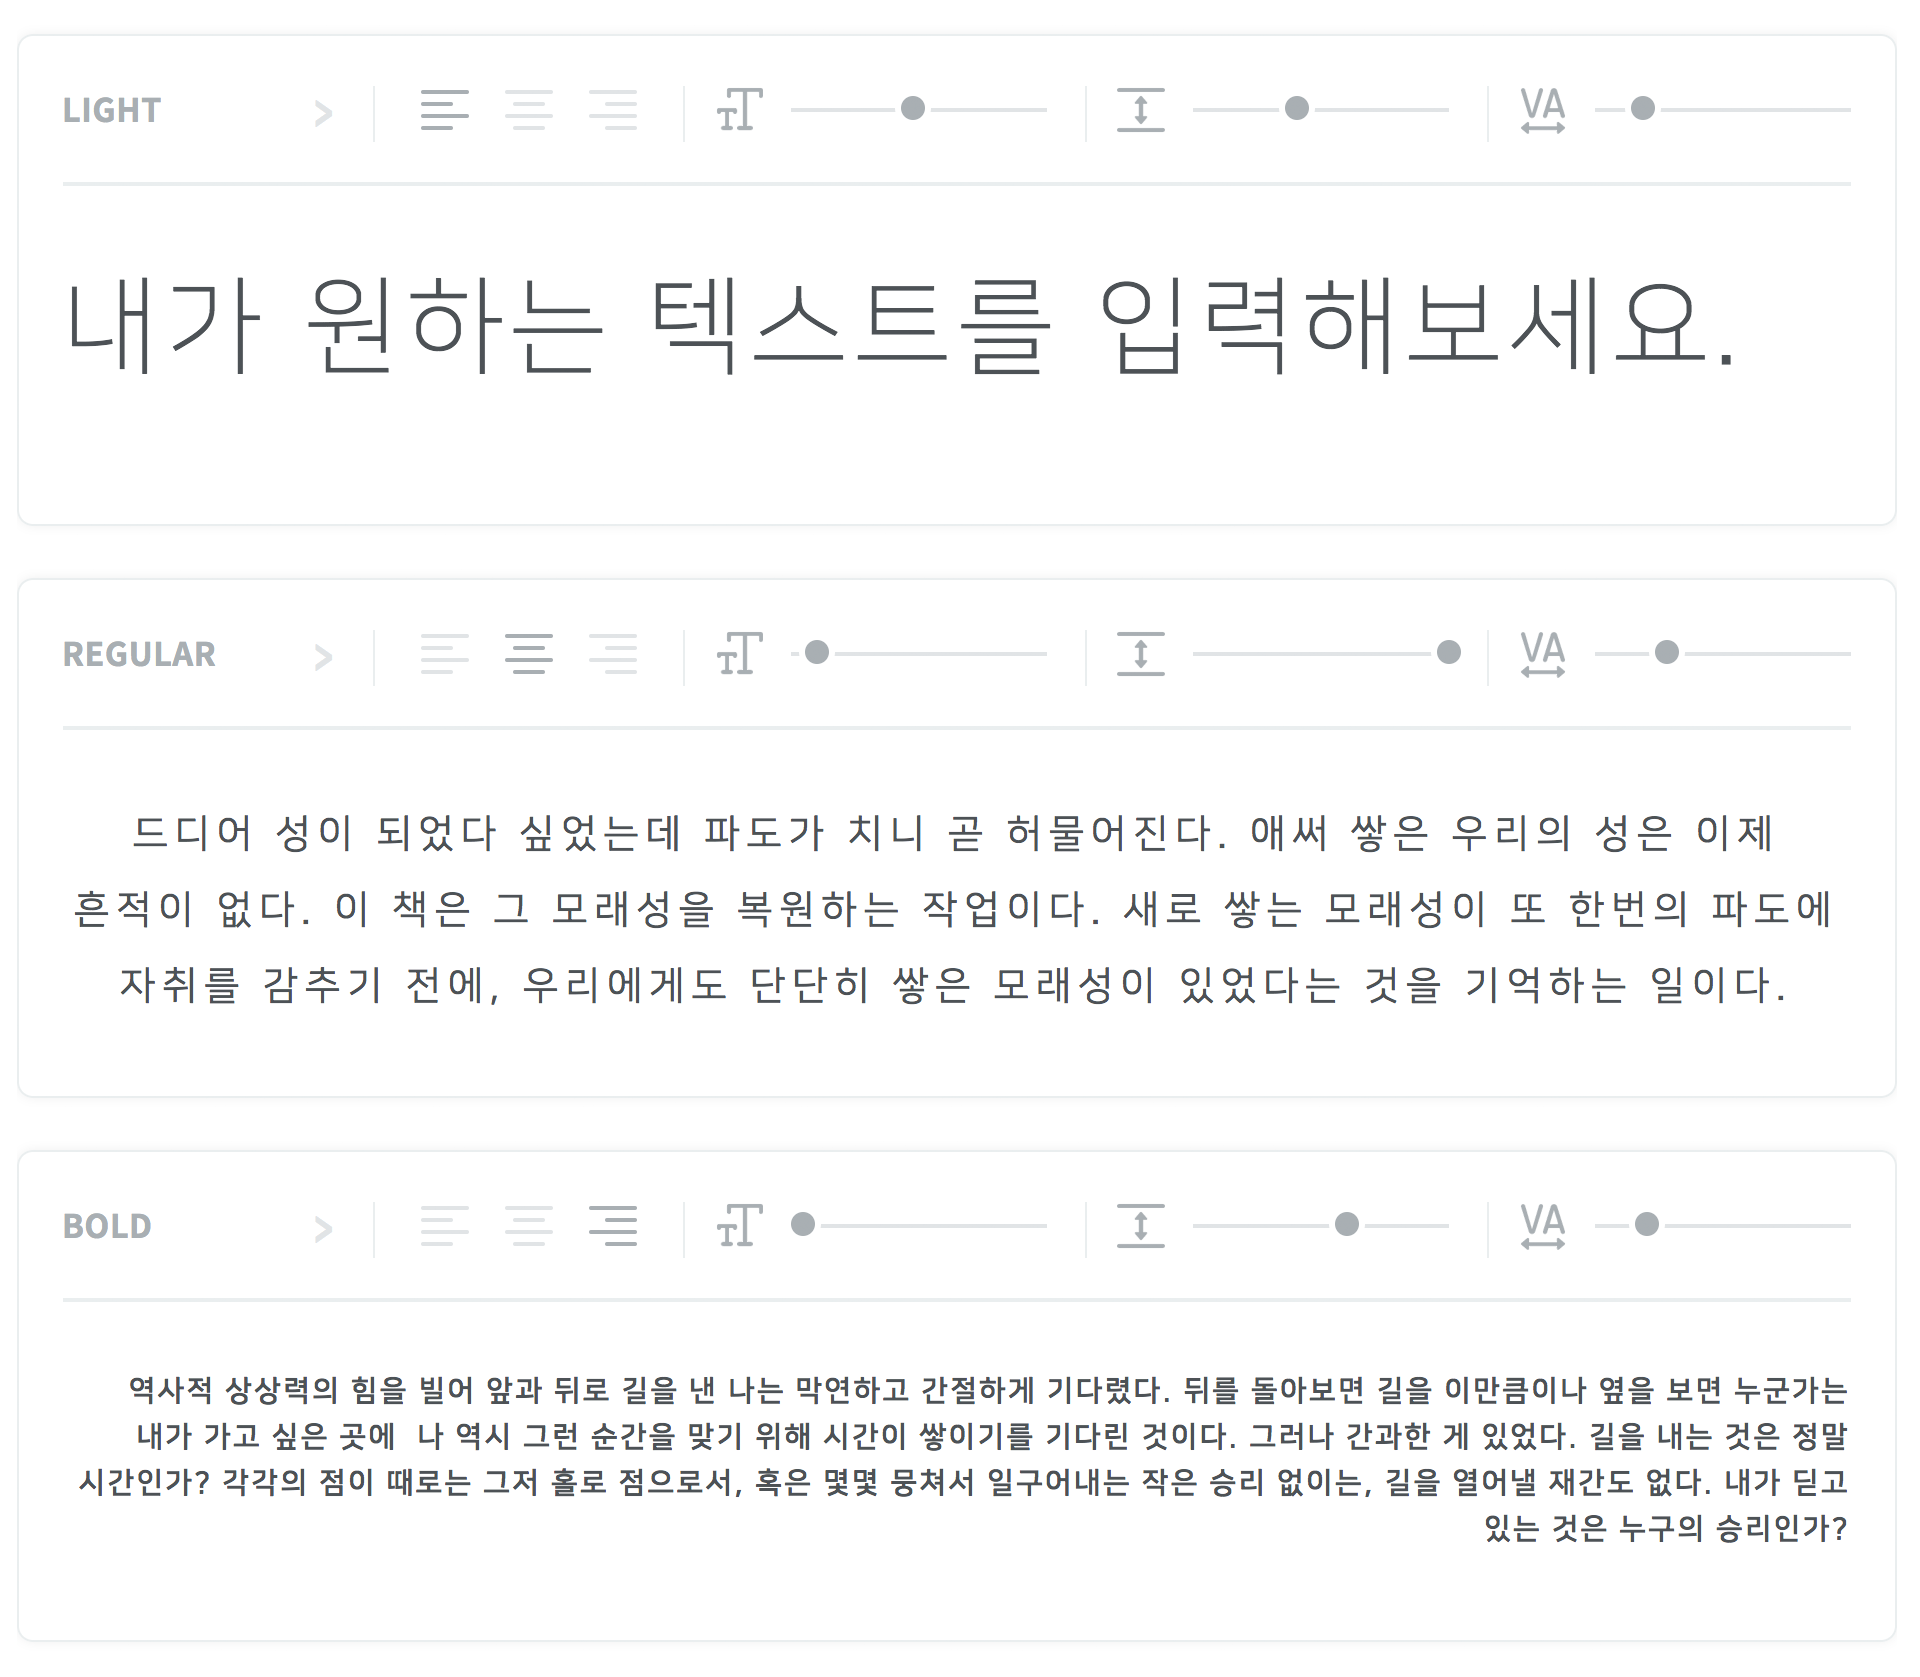 LIGHT
내가 원하는 텍스트를 입력해보세요.
REGULAR
드디어 성이 되었다 싶었는데 파도가 치니 곧 허물어진다. 애써 쌓은 우리의 성은 이제
흔적이 없다. 이 책은 그 모래성을 복원하는 작업이다. 새로 쌓는 모래성이 또 한번의 파도에
자취를 감추기 전에, 우리에게도 단단히 쌓은 모래성이 있었다는 것을 기억하는 일이다.
BOLD
역사적 상상력의 힘을 빌어 앞과 뒤로 길을 낸 나는 막연하고 간절하게 기다렸다. 뒤를 돌아보면 길을 이만큼이나 옆을 보면 누군가는
내가 가고 싶은 곳에  나 역시 그런 순간을 맞기 위해 시간이 쌓이기를 기다린 것이다. 그러나 간과한 게 있었다. 길을 내는 것은 정말
시간인가? 각각의 점이 때로는 그저 홀로 점으로서, 혹은 몇몇 뭉쳐서 일구어내는 작은 승리 없이는, 길을 열어낼 재간도 없다. 내가 딛고
있는 것은 누구의 승리인가?